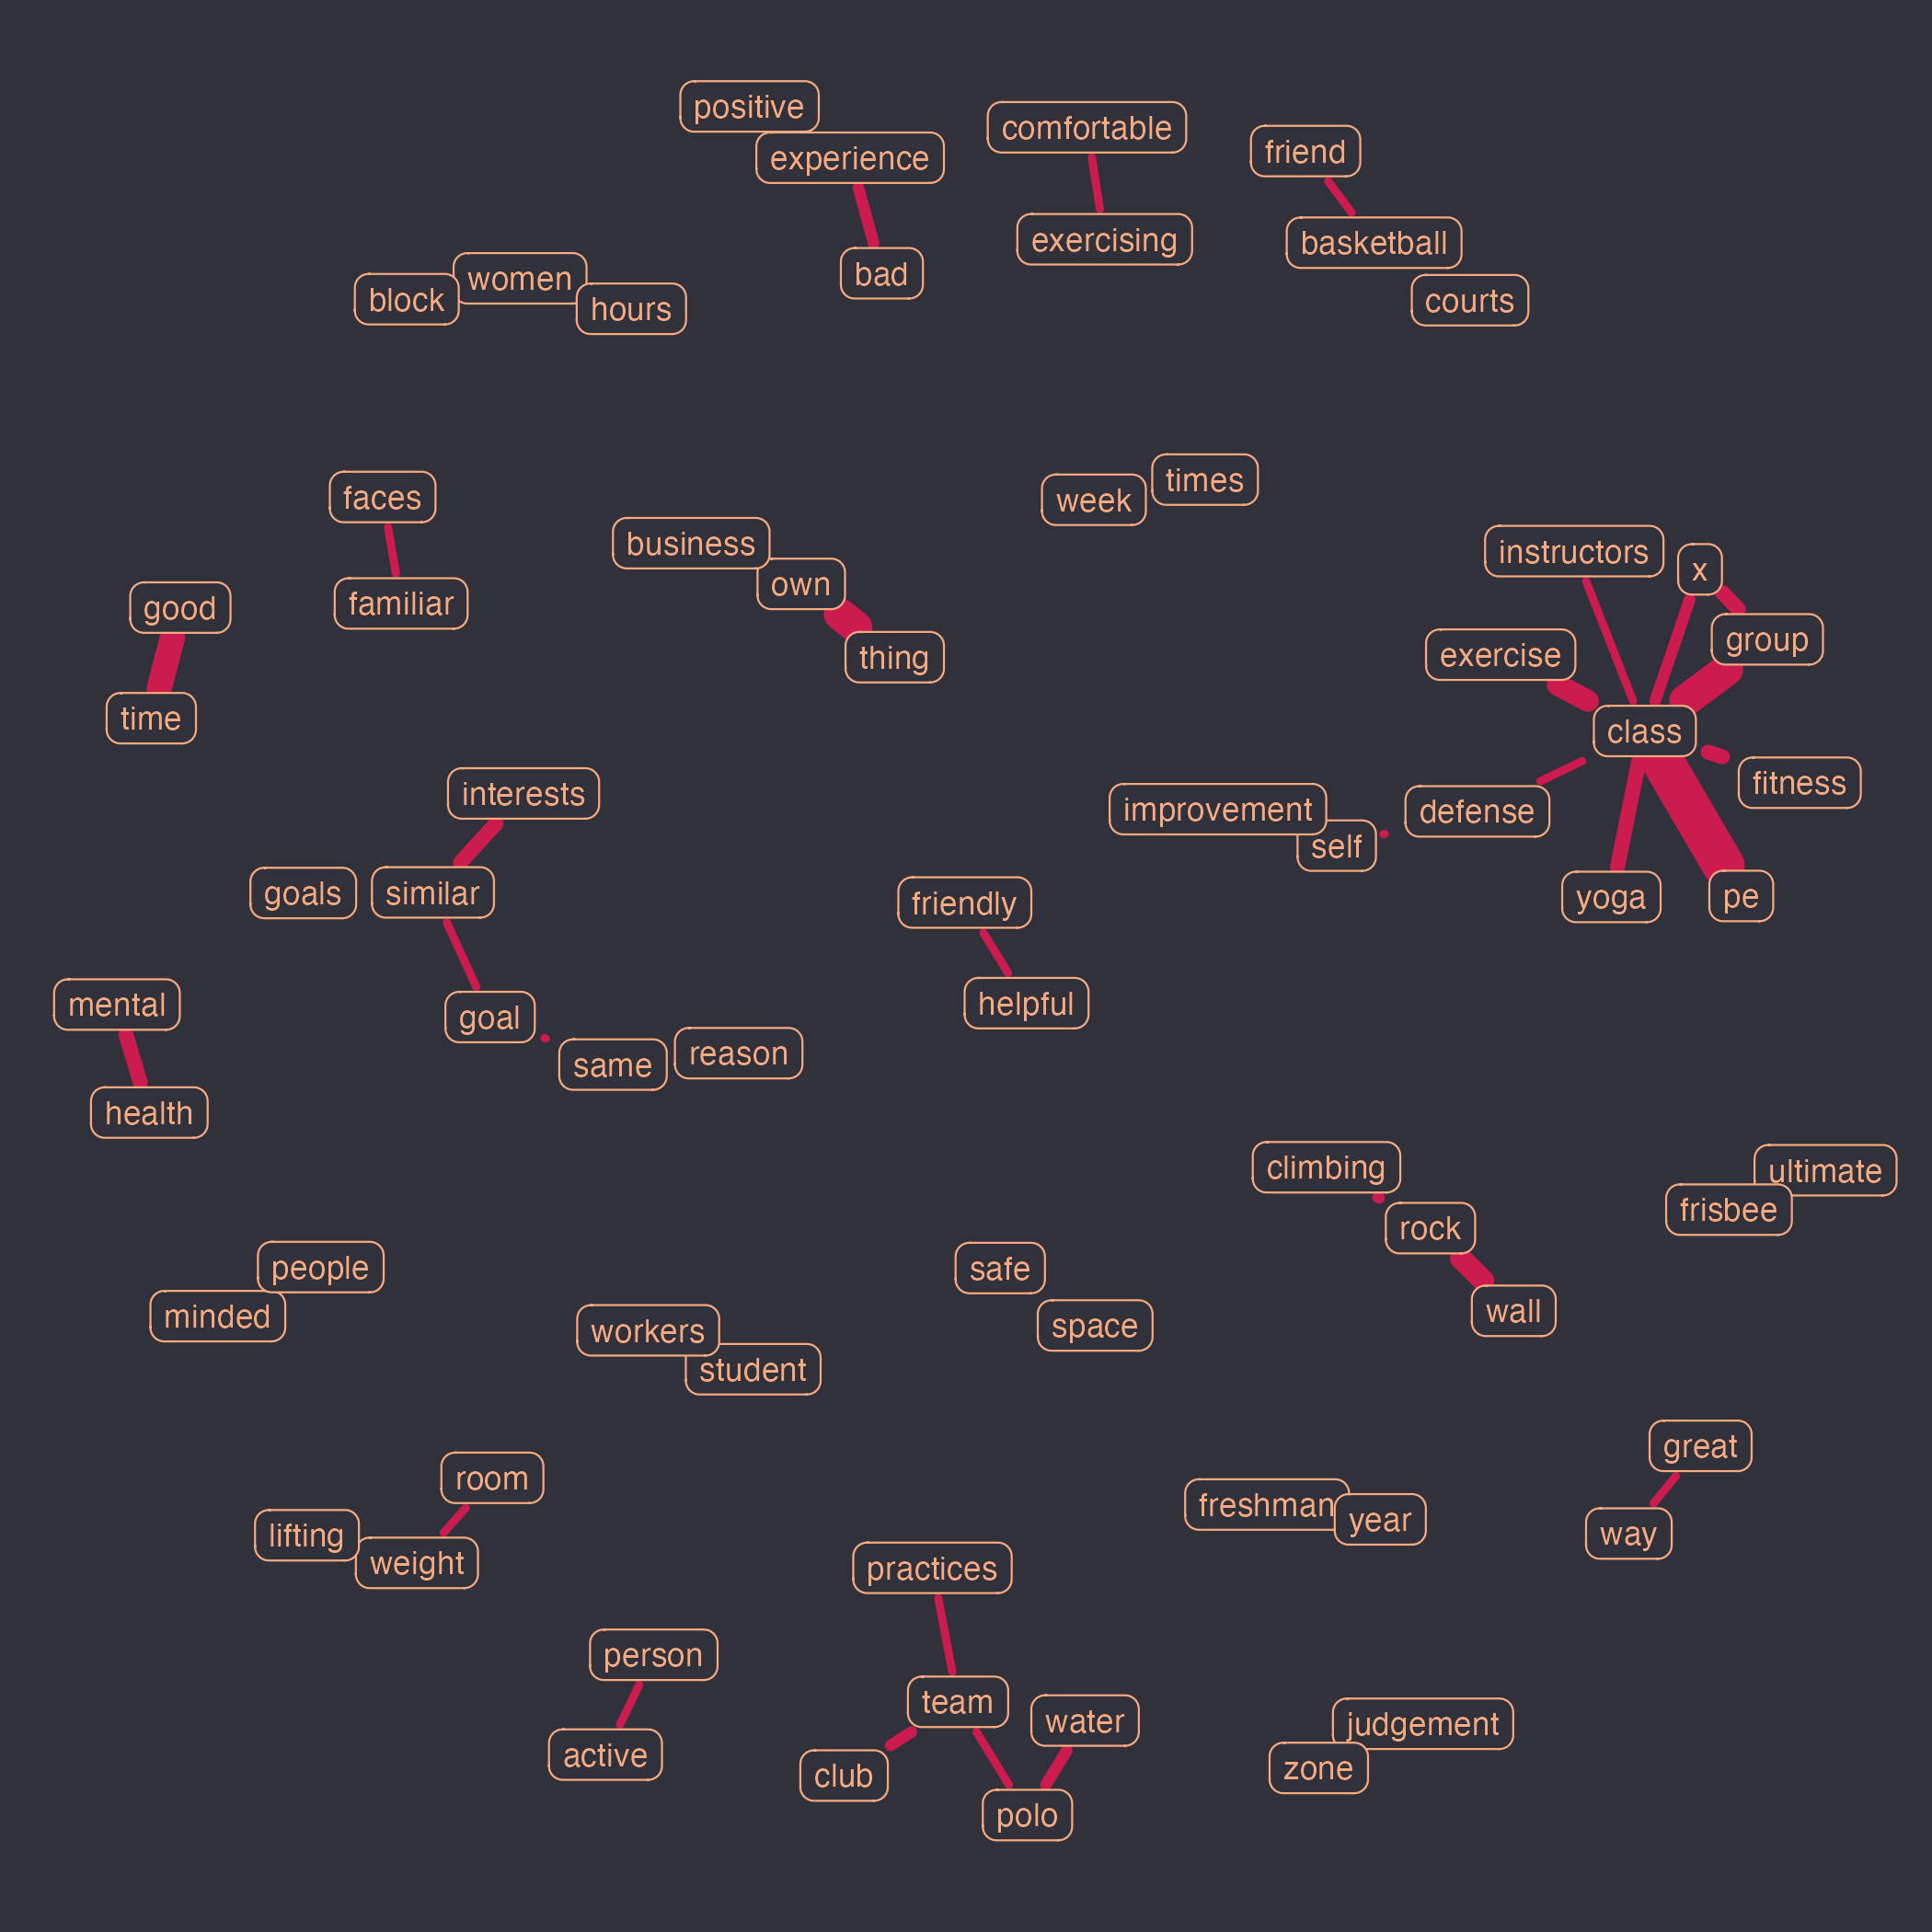 positive
experience
bad
comfortable
exercising
friend
basketball
courts
women
block
hours
faces
familiar
good
time
business
own
thing
week
times
instructors
x
group
exercise
class
fitness
defense
improvement
self
yoga
pe
interests
similar
goals
goal
same
reason
friendly
helpful
mental
health
climbing
rock
wall
ultimate
frisbee
people
minded
workers
student
safe
space
room
lifting
weight
freshman
year
great
way
practices
team
water
club
polo
person
active
judgement
zone